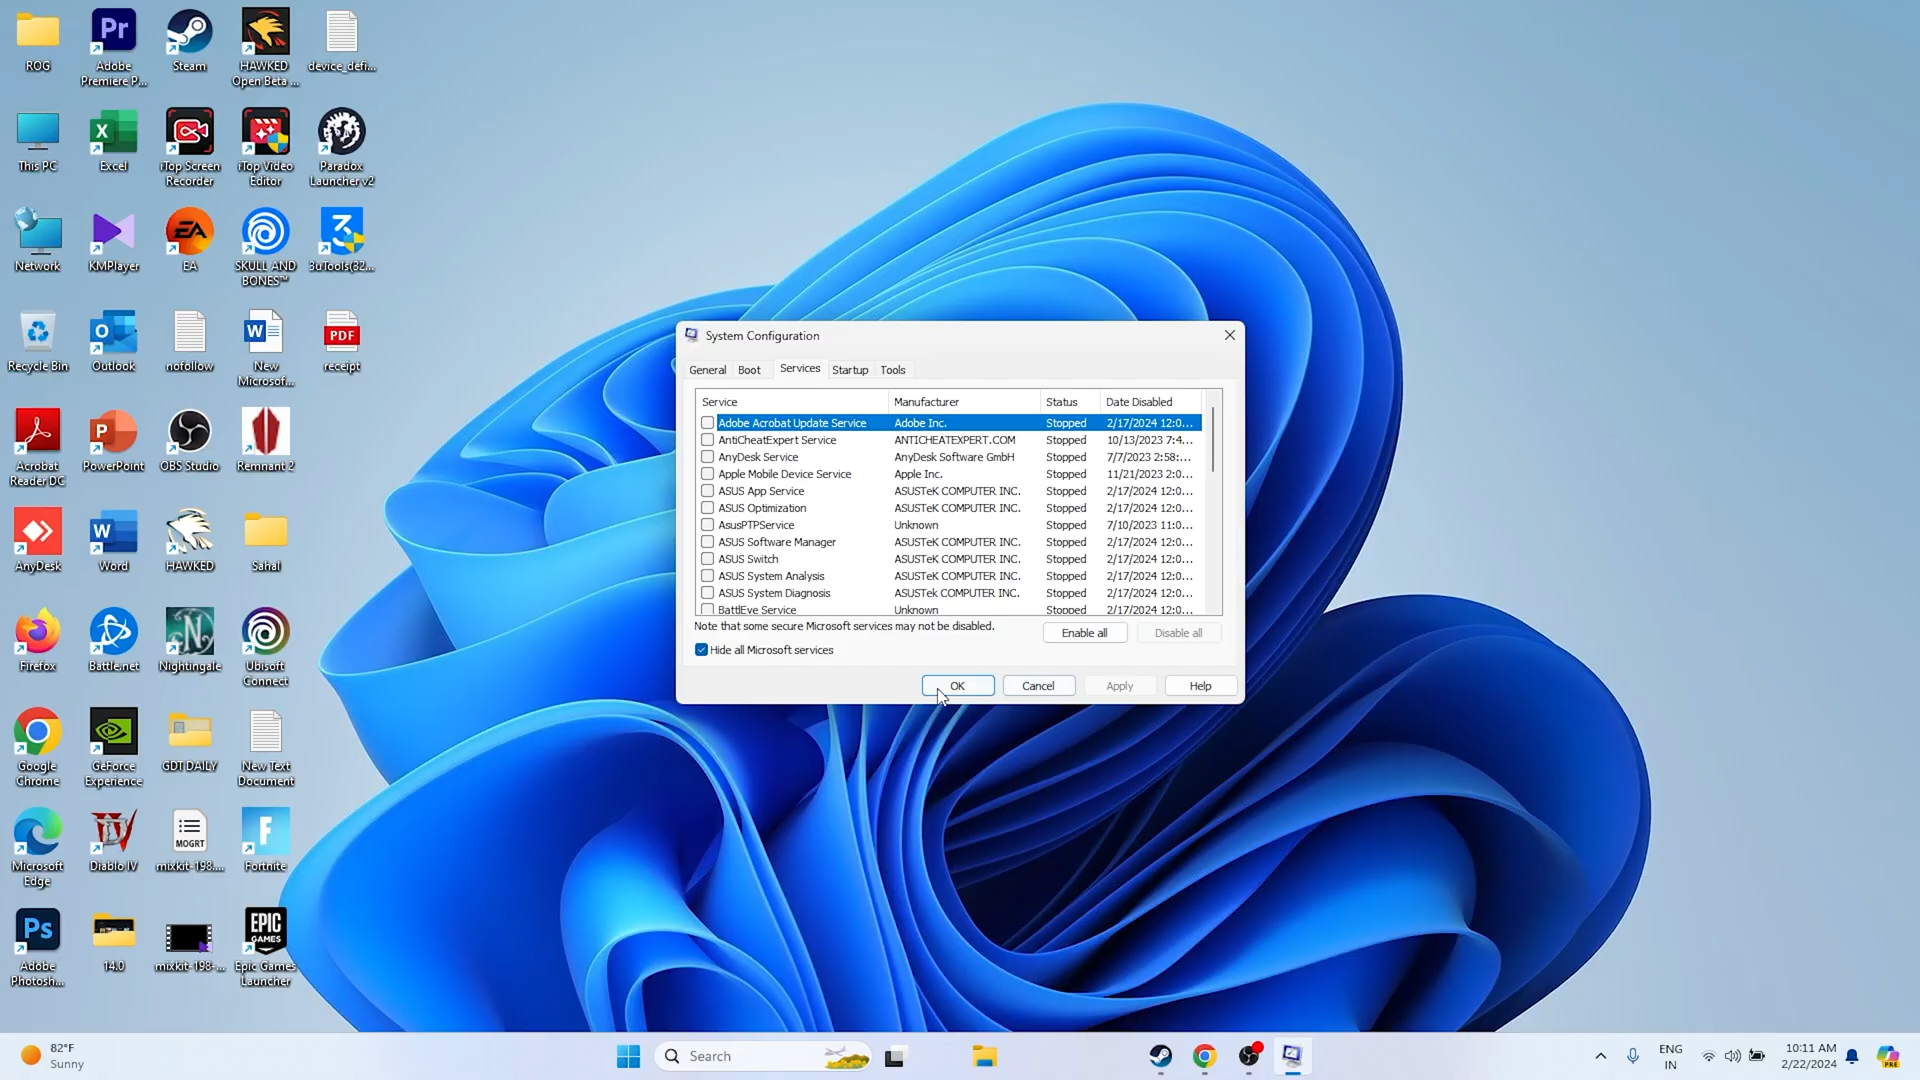 ROG
Pr
Adobe
Premiere P...
Steam
HAWKED
Open Beta ...
device_defi...
This PC
X
Excel
iTop Screen
Recorder
iTop Video
Editor
Paradox
Launcher v2
Network
KMPlayer
EA
EA
SKULL AND
BONES™
3uTools(32...
Recycle Bin
O
Outlook
nofollow
W
New
Microsof...
PDF
receipt
Acrobat
Reader DC
P
PowerPoint
OBS Studio
Remnant 2
AnyDesk
W
Word
HAWKED
Sahal
Firefox
Battle.net
N
Nightingale
Ubisoft
Connect
Google
Chrome
GeForce
Experience
GDT DAILY
New Text
Document
Microsoft
Edge
IV
Diablo IV
MOGRT
mixkit-198....
F
Fortnite
Ps
Adobe
Photosh...
14.0
mixkit-198-...
EPIC
GAMES
Epic Games
Launcher
System Configuration
General Boot Services Startup Tools
Service Manufacturer Status Date Disabled
Adobe Acrobat Update Service Adobe Inc. Stopped 2/17/2024 12:0...
AntiCheatExpert Service ANTICHEATEXPERT.COM Stopped 10/13/2023 7:4...
AnyDesk Service AnyDesk Software GmbH Stopped 7/7/2023 2:58:...
Apple Mobile Device Service Apple Inc. Stopped 11/21/2023 2:0...
ASUS App Service ASUSTeK COMPUTER INC. Stopped 2/17/2024 12:0...
ASUS Optimization ASUSTeK COMPUTER INC. Stopped 2/17/2024 12:0...
AsusPTPService Unknown Stopped 7/10/2023 11:0...
ASUS Software Manager ASUSTeK COMPUTER INC. Stopped 2/17/2024 12:0...
ASUS Switch ASUSTeK COMPUTER INC. Stopped 2/17/2024 12:0...
ASUS System Analysis ASUSTeK COMPUTER INC. Stopped 2/17/2024 12:0...
ASUS System Diagnosis ASUSTeK COMPUTER INC. Stopped 2/17/2024 12:0...
BattlEye Service Unknown Stopped 2/17/2024 12:0...
Note that some secure Microsoft services may not be disabled.
Enable all Disable all
Hide all Microsoft services
OK Cancel Apply Help
82°F
Sunny
Search
ENG
IN
10:11 AM
2/22/2024
PRE